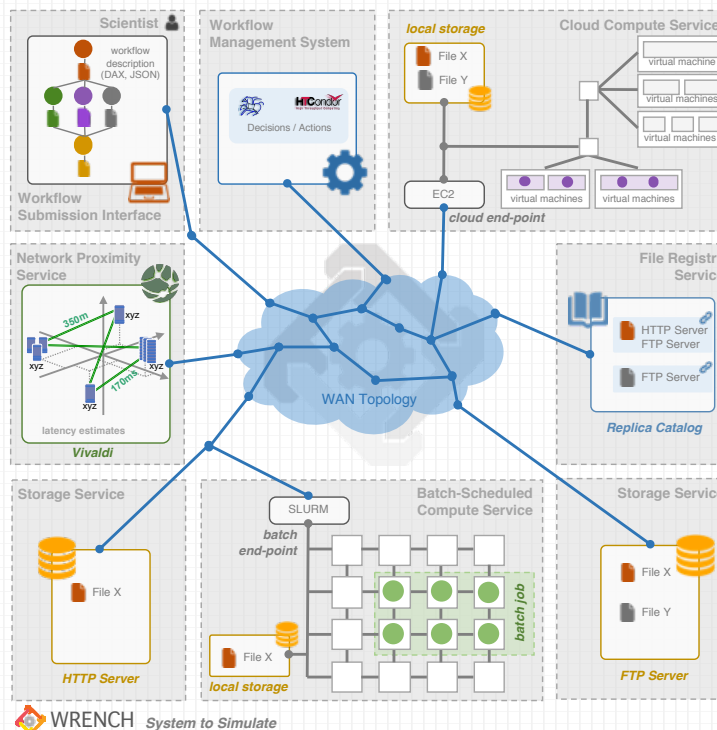 Scientist
workflow
description
(DAX, JSON)
Workflow
Submission Interface
Workflow
Management System
HTCondor
High Throughput Computing
Decisions / Actions
local storage
File X
File Y
EC2
cloud end-point
Cloud Compute Service
virtual machine
virtual machines
virtual machines
virtual machines
virtual machines
Network Proximity
Service
350m
xyz
xyz
xyz
xyz
170ms
latency estimates
Vivaldi
WAN Topology
File Registr
Servic
HTTP Server
FTP Server
FTP Server
Replica Catalog
Storage Service
File X
HTTP Server
Batch-Scheduled
Compute Service
SLURM
batch
end-point
batch job
File X
local storage
Storage Servic
File X
File Y
FTP Server
WRENCH System to Simulate